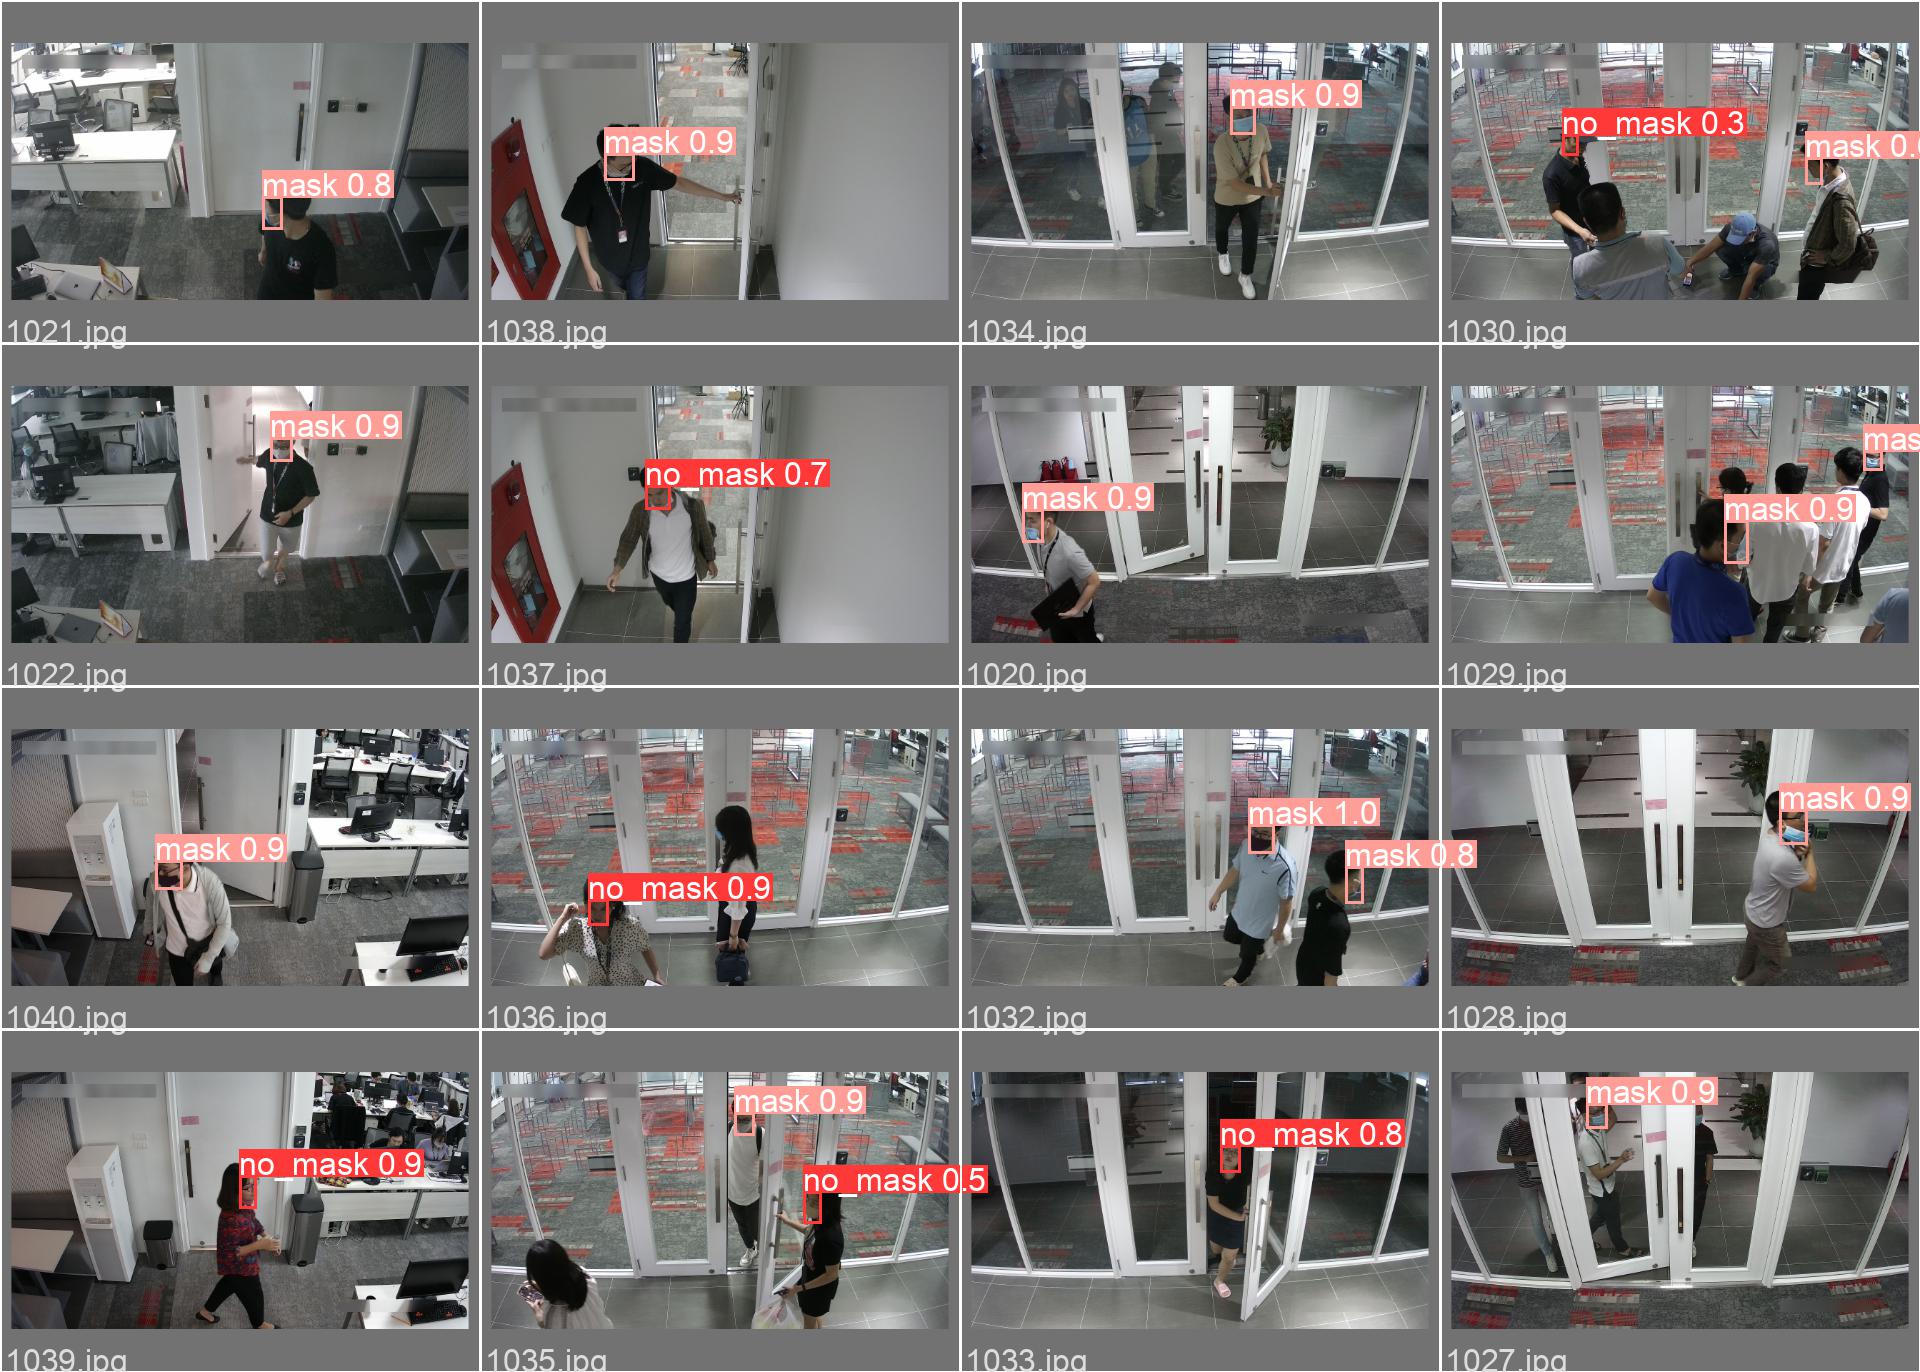 mask 0.8
1021.jpg
mask 0.9
1038.jpg
mask 0.9
1034.jpg
no_mask 0.3
mask 0.
1030.jpg
mask 0.9
1022.jpg
no_mask 0.7
1037.jpg
mask 0.9
1020.jpg
mas
mask 0.9
1029.jpg
mask 0.9
1040.jpg
no_mask 0.9
1036.jpg
mask 1.0
mask 0.8
1032.jpg
mask 0.9
1028.jpg
no_mask 0.9
1039.jpg
mask 0.9
no_mask 0.5
1035.jpg
no_mask 0.8
1033.jpg
mask 0.9
1027.jpg